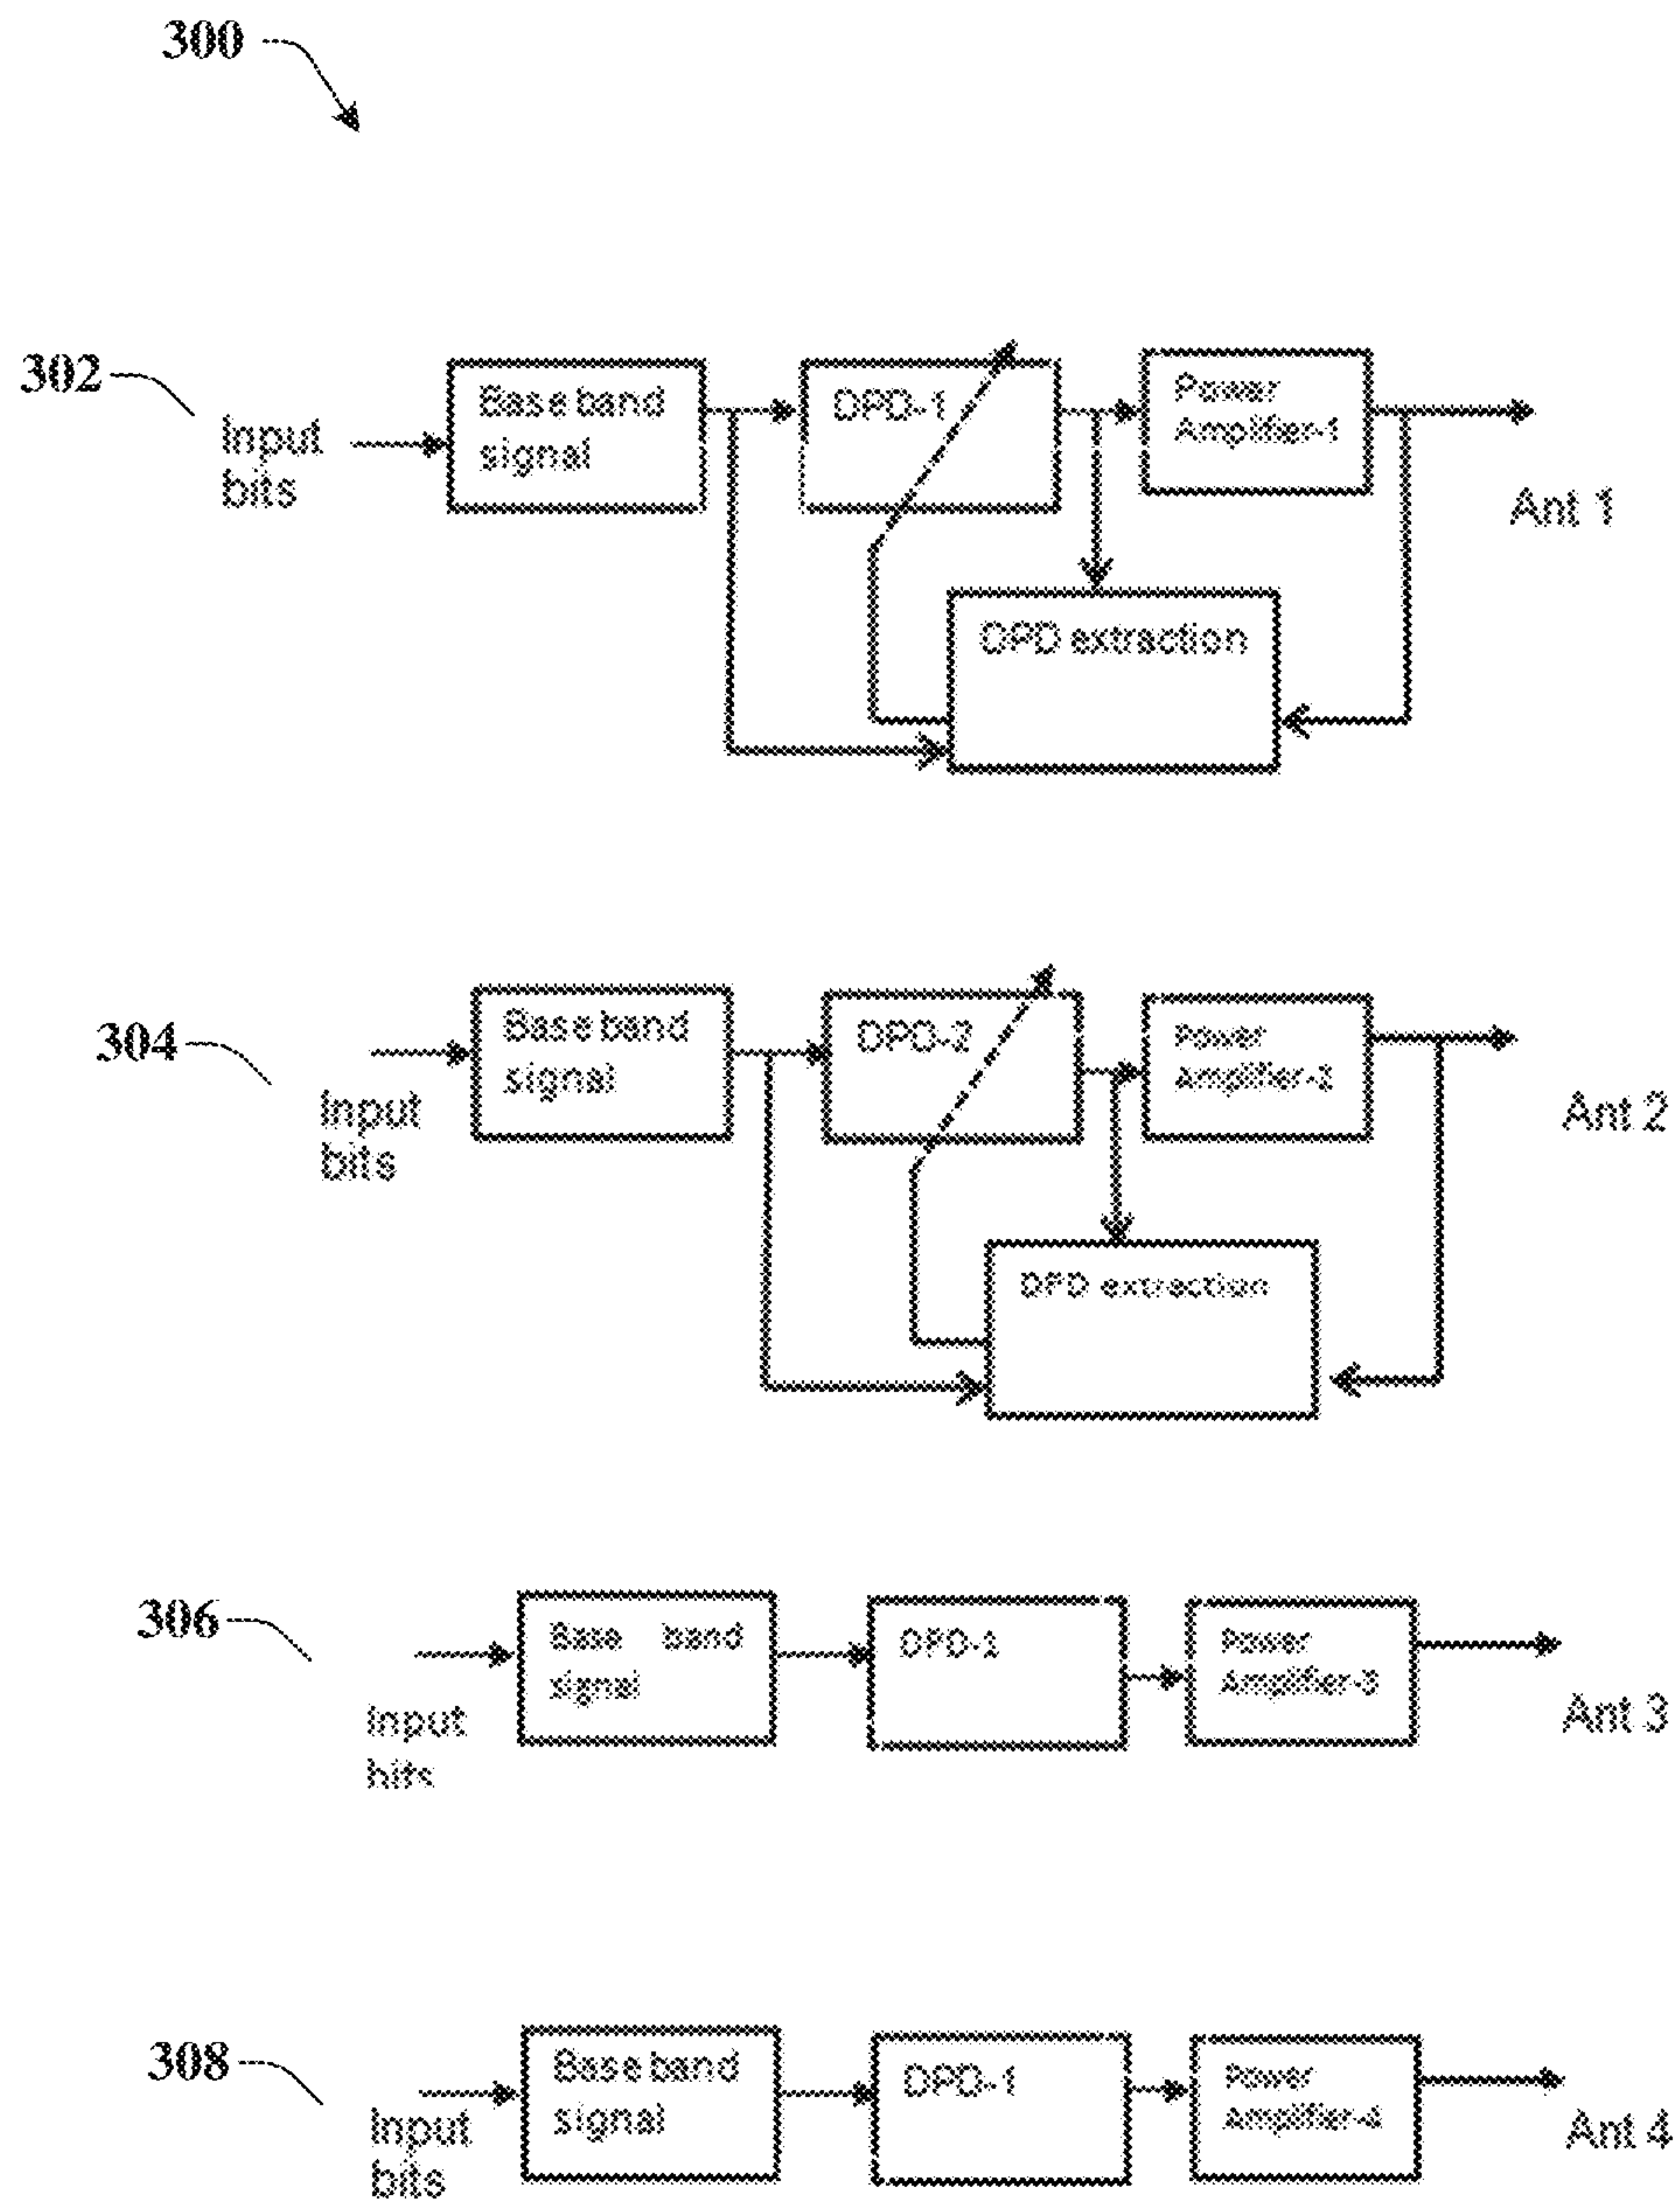 300
302
Input
bits
Base band
signal
DPD-1
Power
Amplifier-1
Ant 1
DPD extraction
304
Input
bits
Base band
signal
DPD-2
Power
Amplifier-2
Ant 2
DPD extraction
306
Input
bits
Base band
signal
DPD-1
Power
Amplifier-3
Ant 3
308
Input
bits
Base band
signal
DPD-1
Power
Amplifier-4
Ant 4